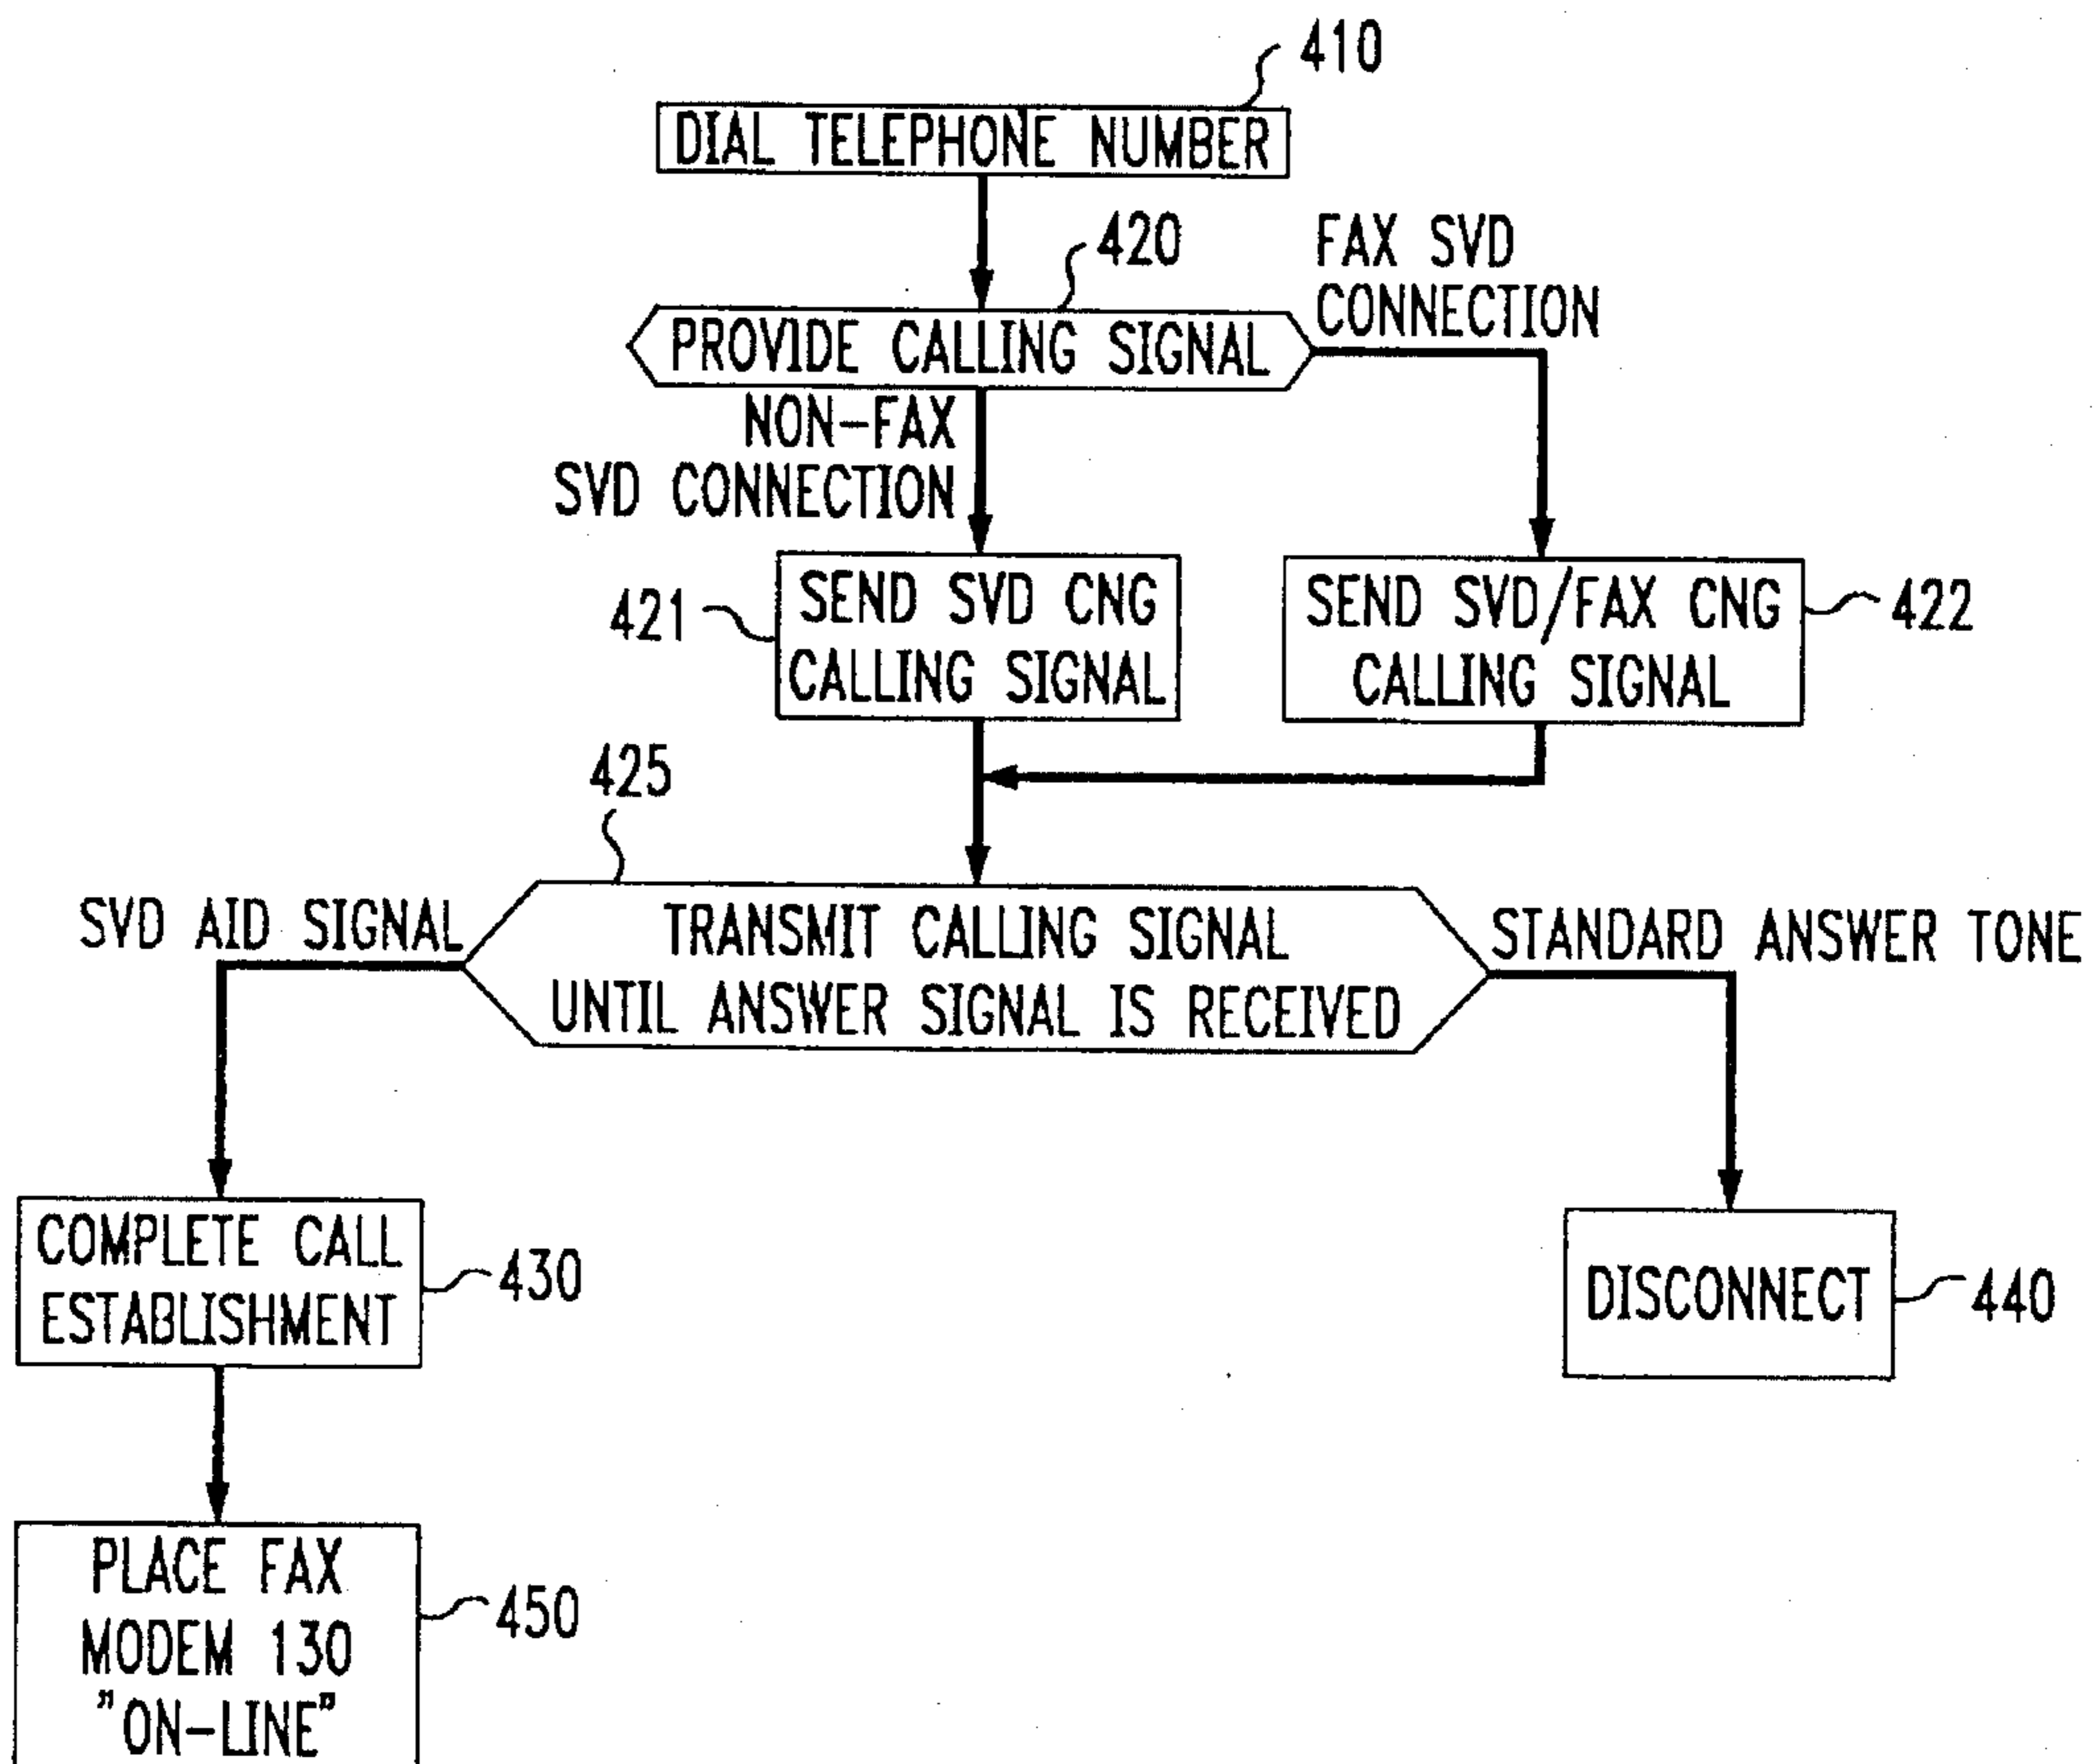 410
DIAL TELEPHONE NUMBER
420
FAX SVD
CONNECTION
PROVIDE CALLING SIGNAL
NON-FAX
SVD CONNECTION
421
SEND SVD CNG
CALLING SIGNAL
SEND SVD/FAX CNG
CALLING SIGNAL
422
425
SVD AID SIGNAL
TRANSMIT CALLING SIGNAL
UNTIL ANSWER SIGNAL IS RECEIVED
STANDARD ANSWER TONE
COMPLETE CALL
ESTABLISHMENT
430
DISCONNECT
440
PLACE FAX
MODEM 130
"ON-LINE"
450